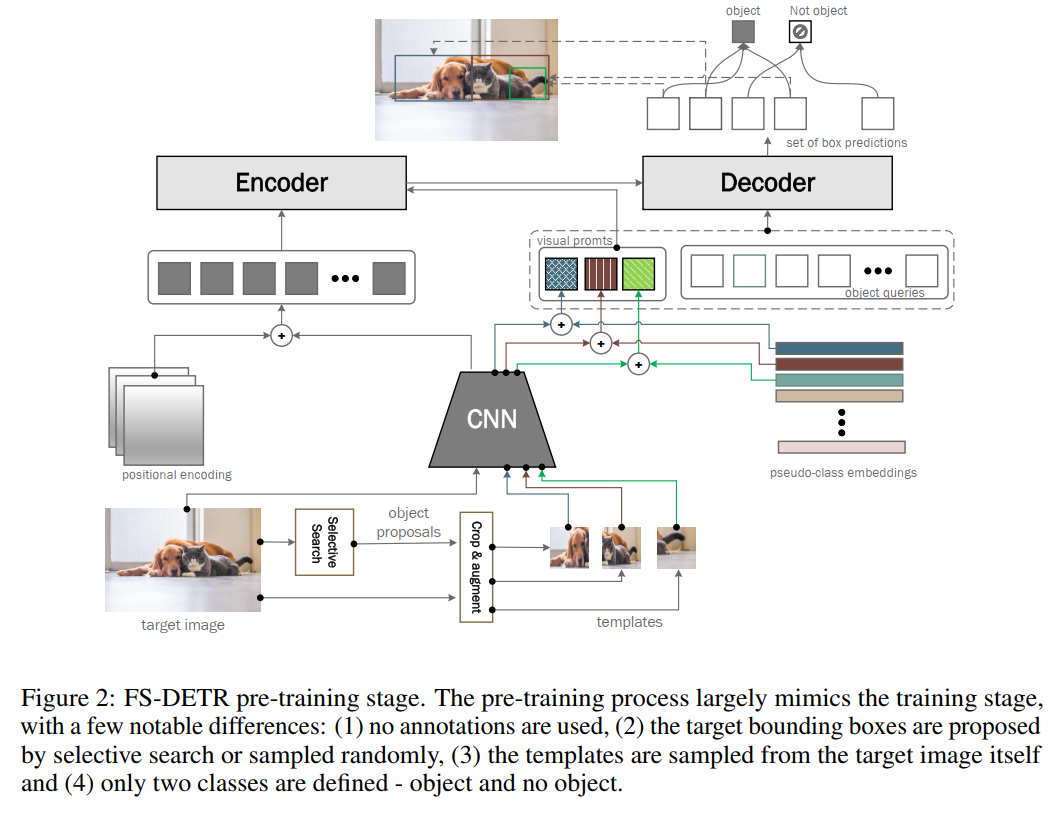 object
Not object
set of box predictions
Encoder
Decoder
visual promts
object queries
+
+
+
+
CNN
positional encoding
pseudo-class embeddings
Selective
Search
object
proposals
Crop & augment
target image
templates
Figure 2: FS-DETR pre-training stage. The pre-training process largely mimics the training stage,
with a few notable differences: (1) no annotations are used, (2) the target bounding boxes are proposed
by selective search or sampled randomly, (3) the templates are sampled from the target image itself
and (4) only two classes are defined - object and no object.